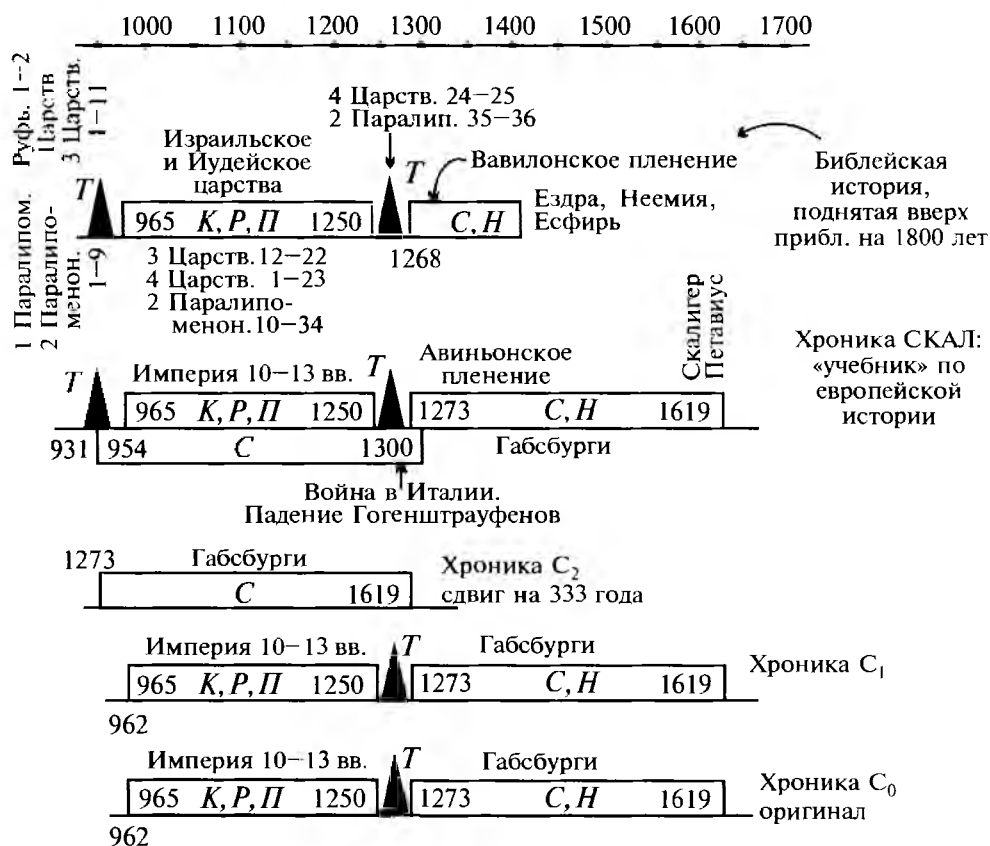 1000 1100 1200 1300 1400 1500 1600 1700
Руфь. 1–2
Царств
3 Царств.
1–11
1 Паралипом.
2 Паралипо-
менон.
1–9
4 Царств. 24–25
2 Паралип. 35–36
Израильское
и Иудейское
царства
Т
Т
Вавилонское пленение
Ездра, Неемия,
Есфирь
Библейская
история,
поднятая вверх
прибл. на 1800 лет
965 К, Р, П 1250
С, Н
1268
3 Царств. 12–22
4 Царств. 1–23
2 Паралипо-
менон. 10–34
Скалигер
Петавиус
Хроника СКАЛ:
«учебник» по
европейской
истории
Т
Империя 10–13 вв.
Т
Авиньонское
пленение
965 К, Р, П 1250
1273 С, Н 1619
931
954 С 1300
Габсбурги
Война в Италии.
Падение Гогенштрауфенов
1273
Габсбурги
С 1619
Хроника С2
сдвиг на 333 года
Империя 10–13 вв.
Т
Габсбурги
965 К, Р, П 1250
1273 С, Н 1619
Хроника С1
962
Империя 10–13 вв.
Т
Габсбурги
965 К, Р, П 1250
1273 С, Н 1619
Хроника С0
оригинал
962